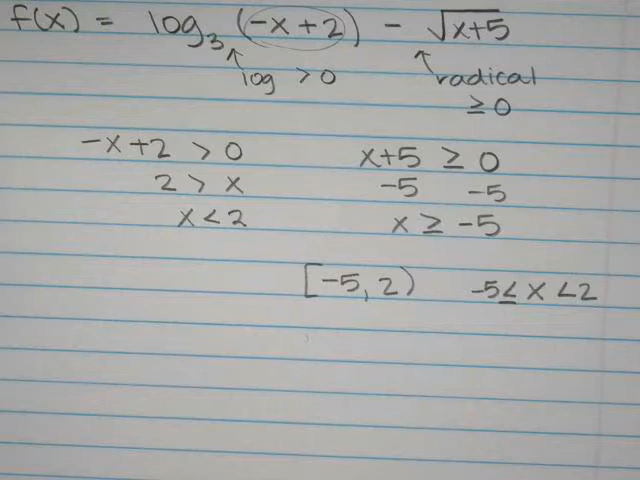 f(x) = log₃ (-x+2) - √x+5
log > 0
radical
≥ 0
-x+2 > 0
2 > x
x < 2
x+5 ≥ 0
-5 -5
x ≥ -5
[-5, 2) -5 ≤ x < 2